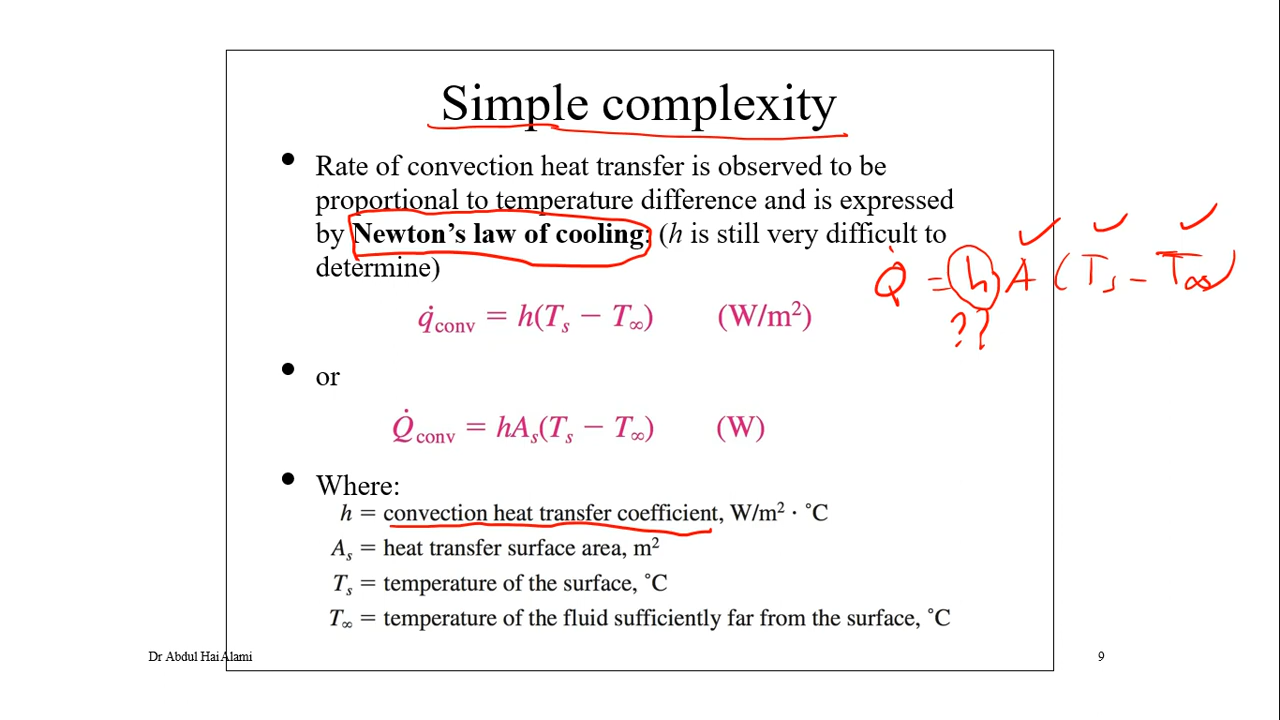 Simple complexity
• Rate of convection heat transfer is observed to be
proportional to temperature difference and is expressed
by Newton's law of cooling: (h is still very difficult to
determine)
Q̇ = h A (Ts - T∞)
??
q̇conv = h(Ts − T∞) (W/m²)
• or
Q̇conv = hAs(Ts − T∞) (W)
• Where:
h = convection heat transfer coefficient, W/m² · °C
As = heat transfer surface area, m²
Ts = temperature of the surface, °C
T∞ = temperature of the fluid sufficiently far from the surface, °C
Dr Abdul Hai Alami
9